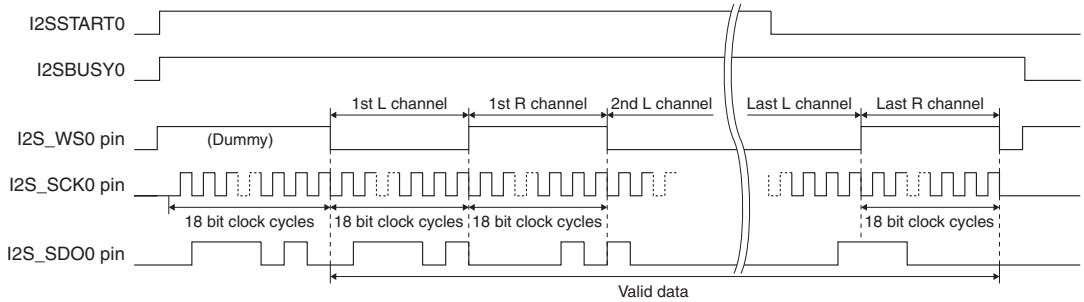 I2SSTART0
I2SBUSY0
1st L channel 1st R channel 2nd L channel Last L channel Last R channel
I2S_WS0 pin (Dummy)
I2S_SCK0 pin
18 bit clock cycles 18 bit clock cycles 18 bit clock cycles 18 bit clock cycles
I2S_SDO0 pin
Valid data